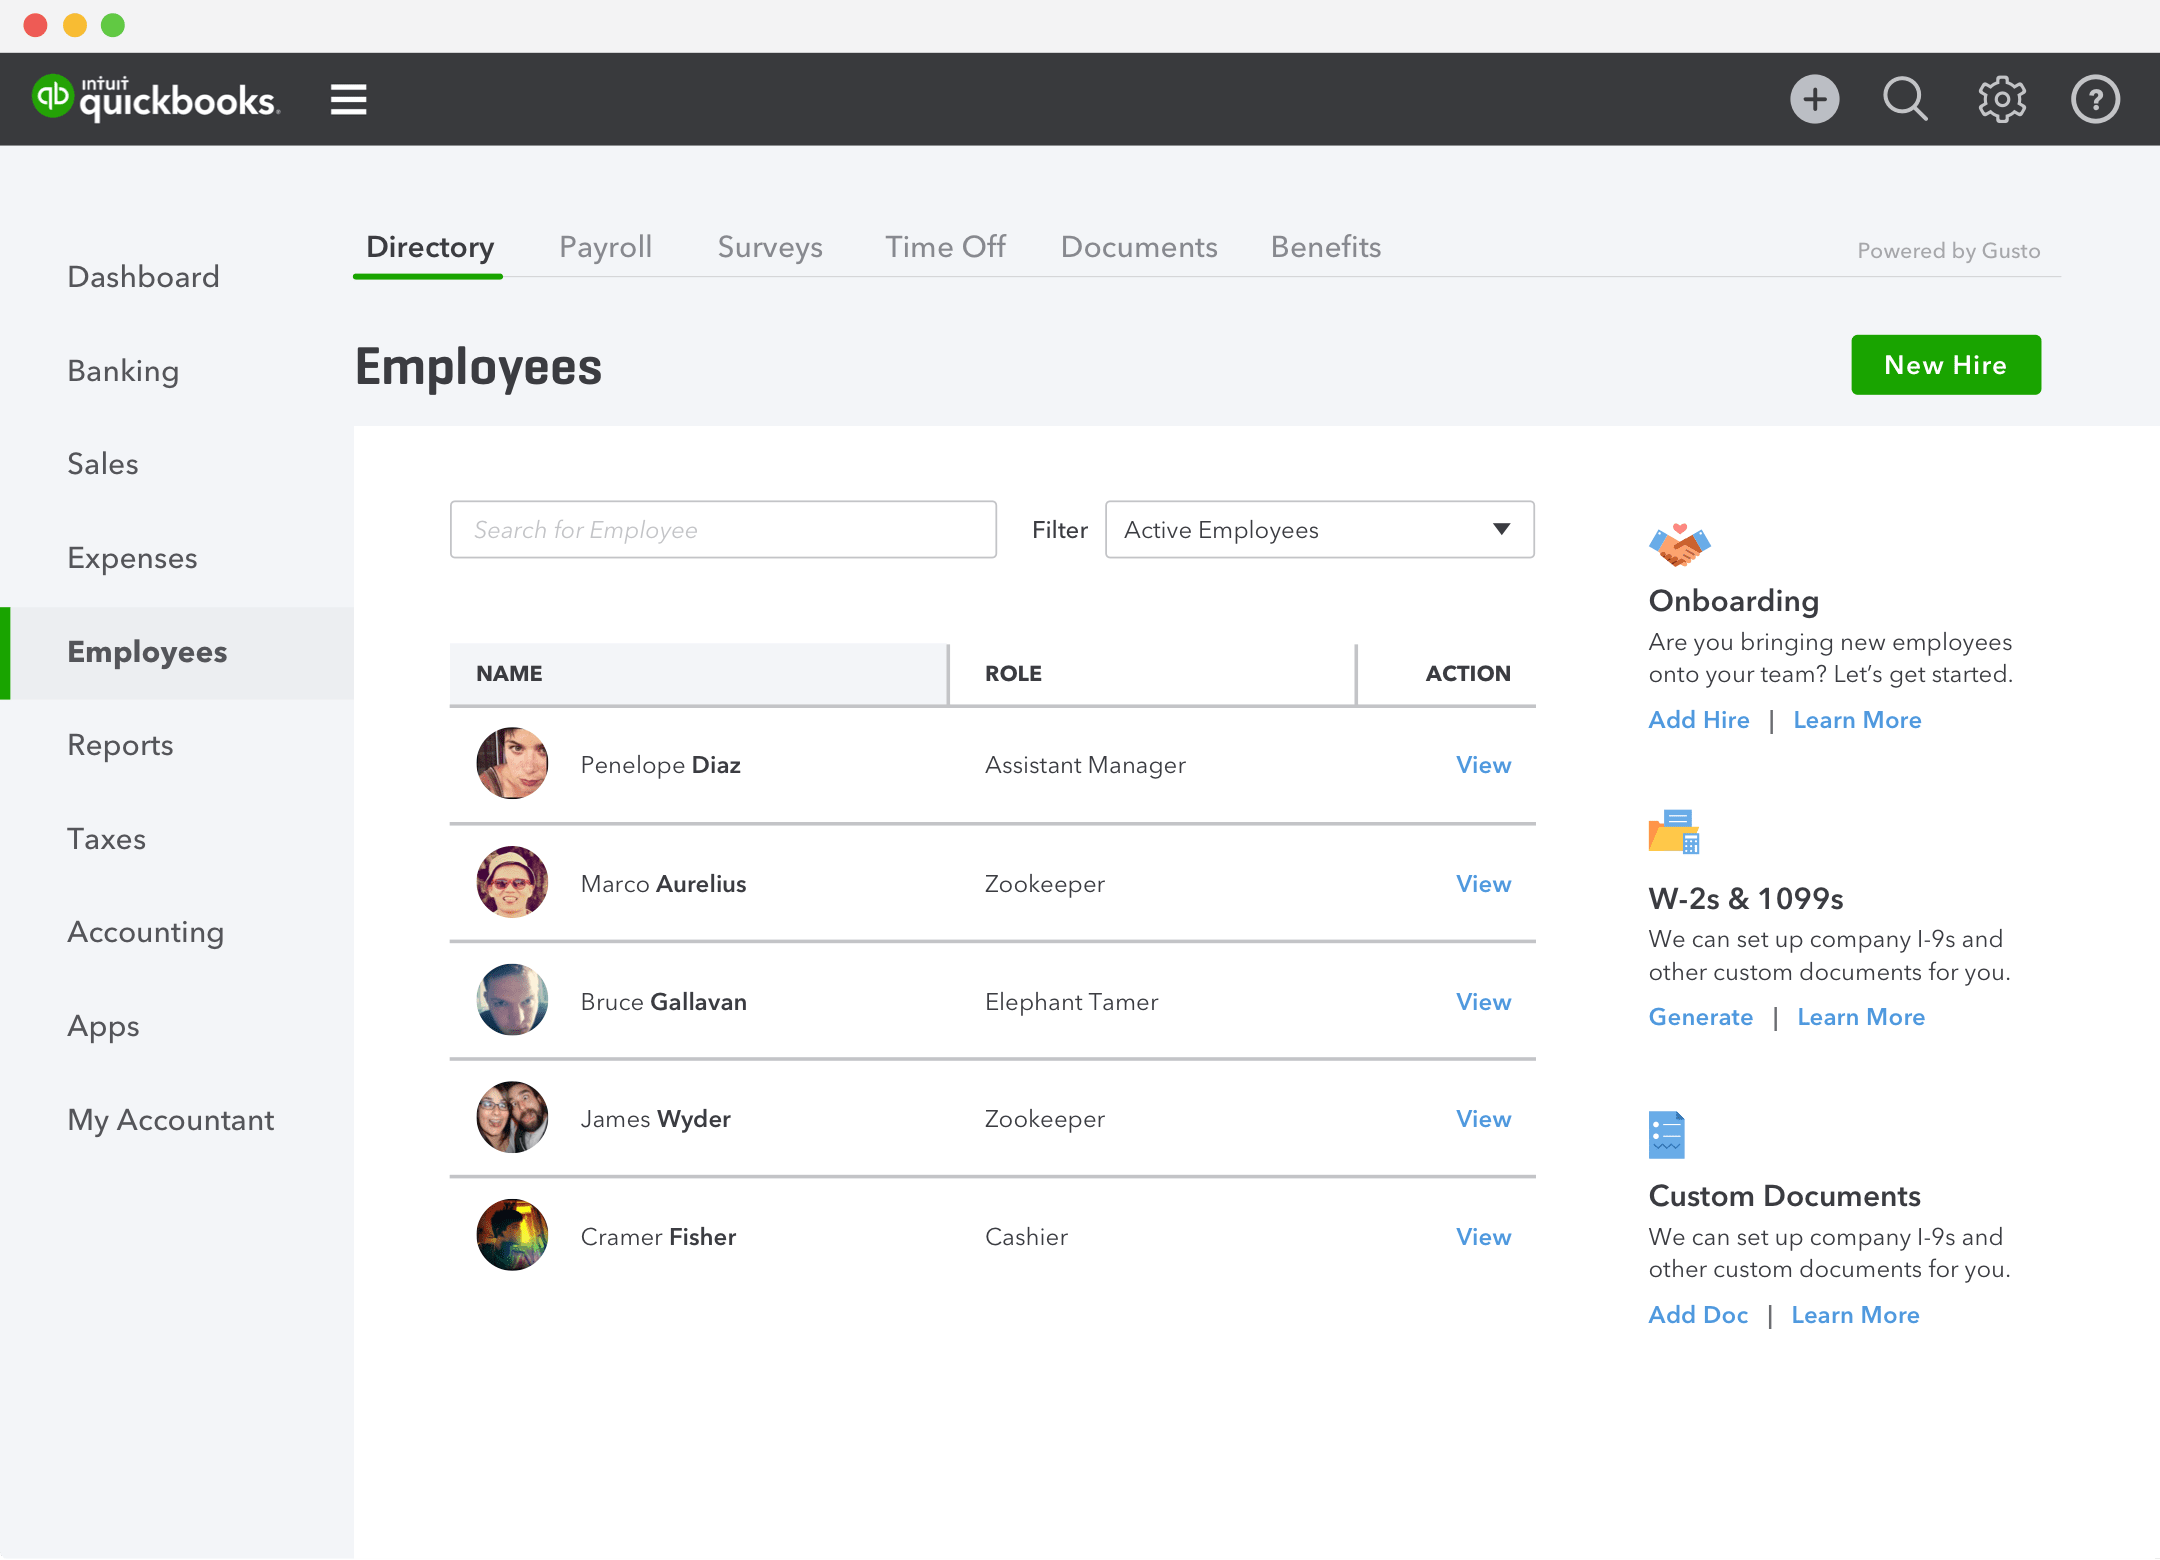 qb intuit quickbooks.
?
Directory Payroll Surveys Time Off Documents Benefits Powered by Gusto
Dashboard
Banking
Sales
Expenses
Employees
Reports
Taxes
Accounting
Apps
My Accountant
Employees New Hire
Search for Employee Filter Active Employees
NAME ROLE ACTION
Penelope Diaz Assistant Manager View
Marco Aurelius Zookeeper View
Bruce Gallavan Elephant Tamer View
James Wyder Zookeeper View
Cramer Fisher Cashier View
Onboarding
Are you bringing new employees
onto your team? Let’s get started.
Add Hire | Learn More
W-2s & 1099s
We can set up company I-9s and
other custom documents for you.
Generate | Learn More
Custom Documents
We can set up company I-9s and
other custom documents for you.
Add Doc | Learn More